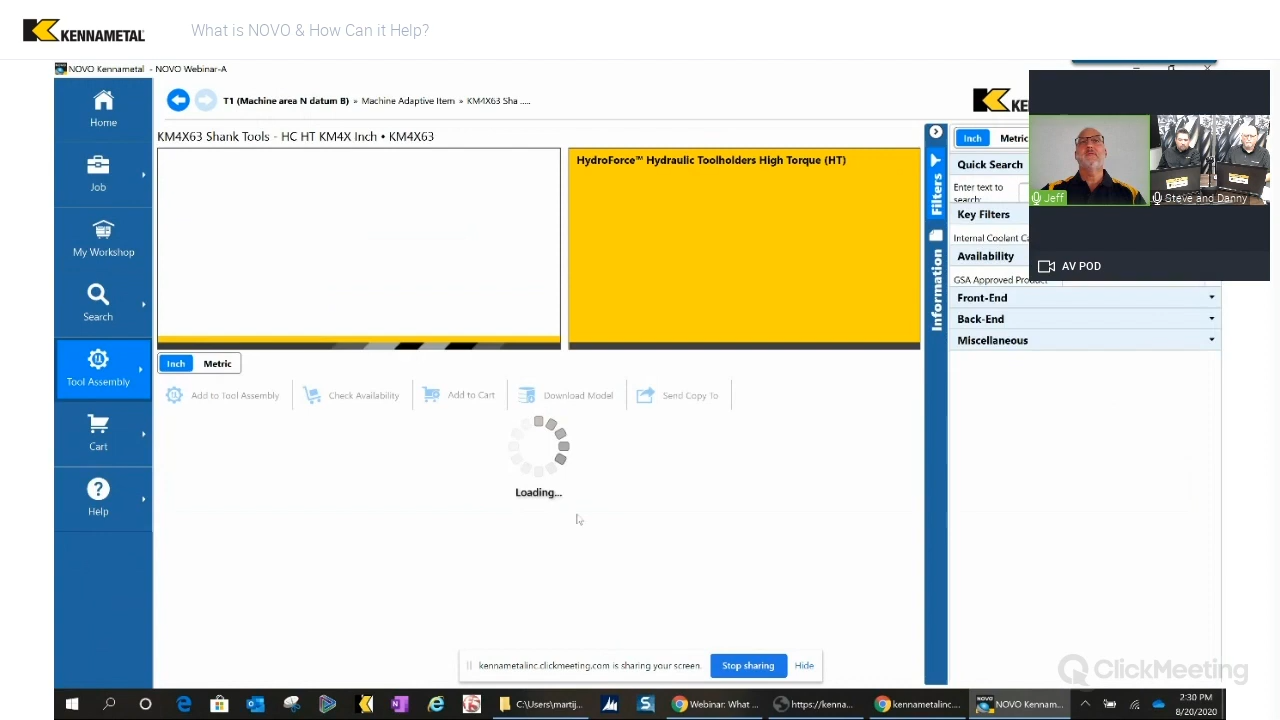 KENNAMETAL
What is NOVO & How Can it Help?
NOVO Kennametal - NOVO Webinar-A
T1 (Machine area N datum B) » Machine Adaptive Item » KM4X63 Sha .....
KE
KM4X63 Shank Tools - HC HT KM4X Inch • KM4X63
HydroForce™ Hydraulic Toolholders High Torque (HT)
Home
Job
My Workshop
Search
Tool Assembly
Cart
Help
Inch Metric
Add to Tool Assembly
Check Availability
Add to Cart
Download Model
Send Copy To
Loading...
Filters
Information
Inch Metric
Quick Search
Enter text to
search:
Key Filters
Internal Coolant Ca
Availability
GSA Approved Product
Front-End
Back-End
Miscellaneous
Jeff
Steve and Danny
AV POD
kennametalinc.clickmeeting.com is sharing your screen.
Stop sharing
Hide
ClickMeeting
C:\Users\martij...
Webinar: What ...
https://kenna...
kennametalinc...
NOVO Kennam...
2:30 PM
8/20/2020